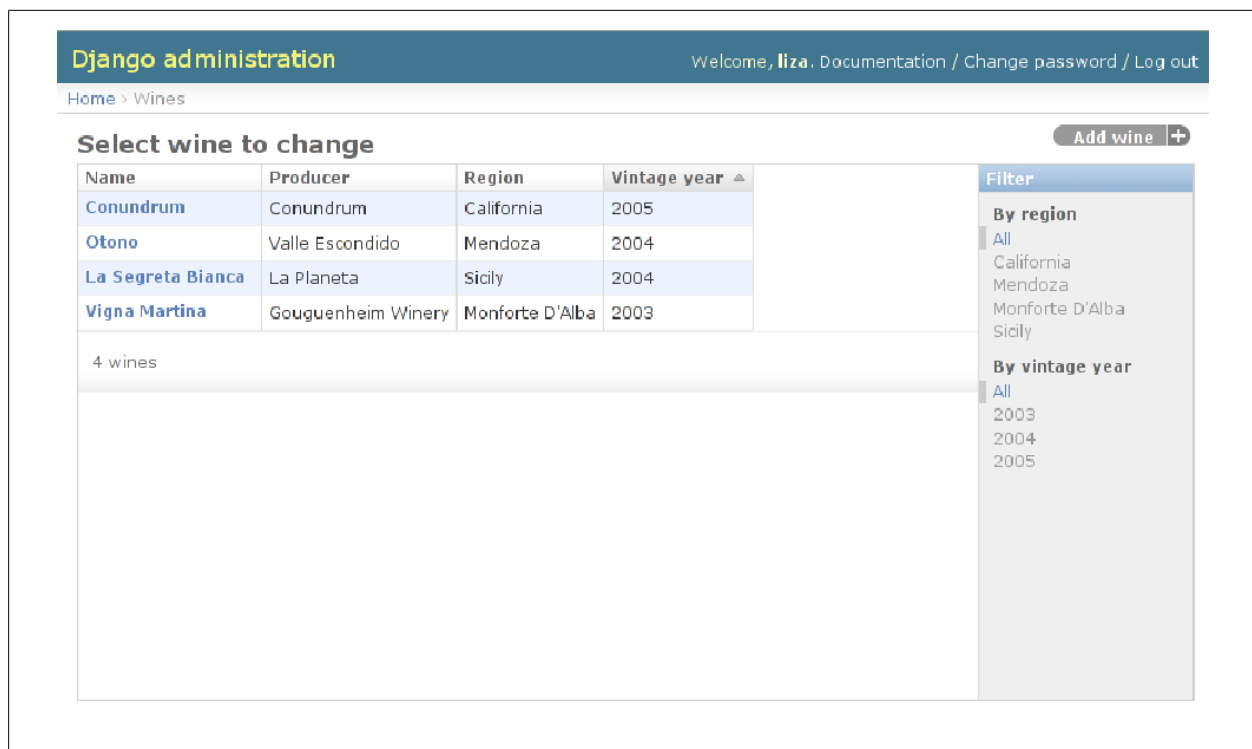 Django administration
Welcome, liza. Documentation / Change password / Log out
Home › Wines
Select wine to change
Add wine +
Name Producer Region Vintage year
Conundrum Conundrum California 2005
Otono Valle Escondido Mendoza 2004
La Segreta Bianca La Planeta Sicily 2004
Vigna Martina Gouguenheim Winery Monforte D'Alba 2003
4 wines
Filter
By region
All
California
Mendoza
Monforte D'Alba
Sicily
By vintage year
All
2003
2004
2005